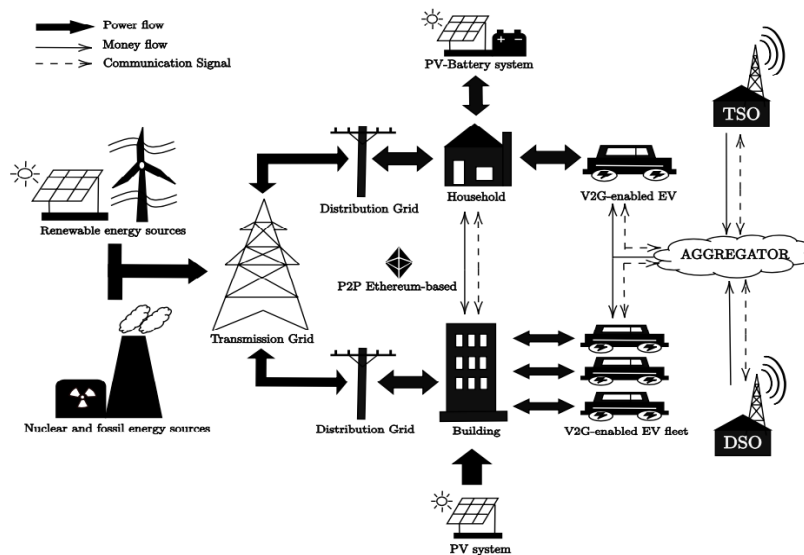 Power flow
Money flow
Communication Signal
PV-Battery system
TSO
Household
V2G-enabled EV
Distribution Grid
Renewable energy sources
AGGREGATOR
P2P Ethereum-based
Transmission Grid
Nuclear and fossil energy sources
Distribution Grid
Building
V2G-enabled EV fleet
DSO
PV system